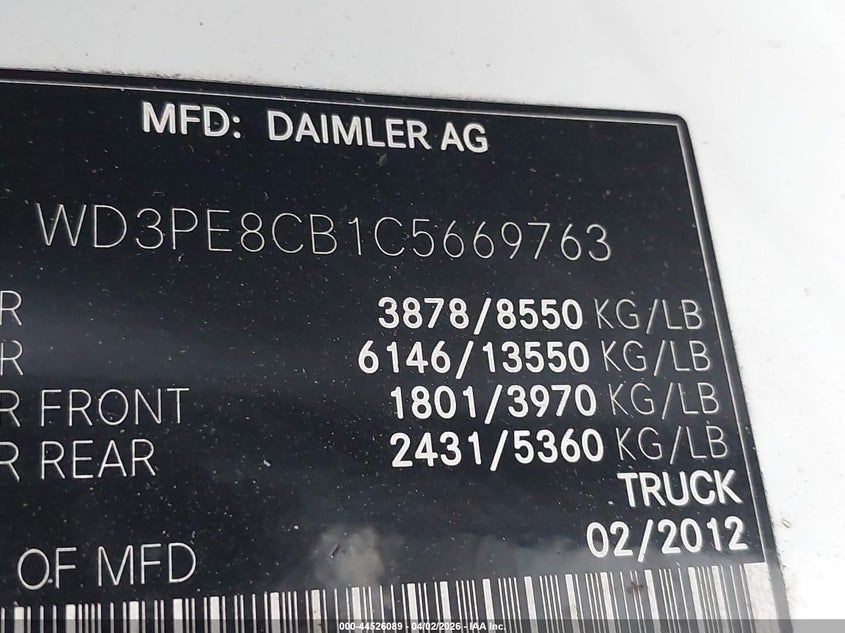 MFD: DAIMLER AG
WD3PE8CB1C5669763
R 3878/8550 KG/LB
R 6146/13550 KG/LB
R FRONT 1801/3970 KG/LB
R REAR 2431/5360 KG/LB
TRUCK
02/2012
OF MFD
000-44526089 - 04/02/2026 - IAA Inc.